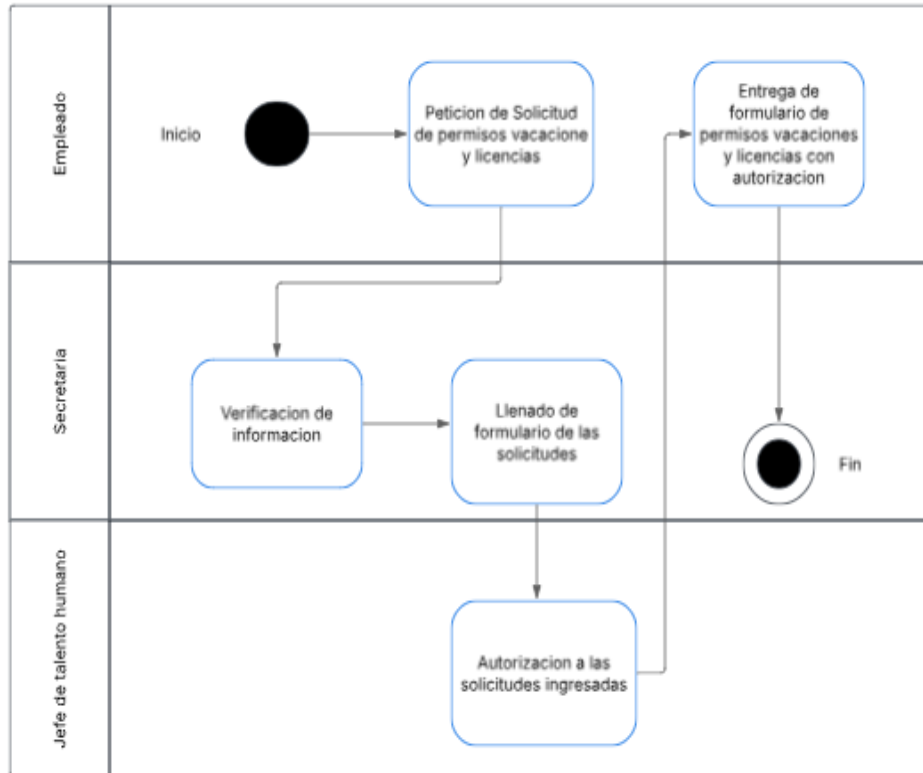 Empleado
Inicio
Peticion de Solicitud
de permisos vacacione
y licencias
Entrega de
formulario de
permisos vacaciones
y licencias con
autorizacion
Secretaria
Verificacion de
informacion
Llenado de
formulario de las
solicitudes
Fin
Jefe de talento humano
Autorizacion a las
solicitudes ingresadas